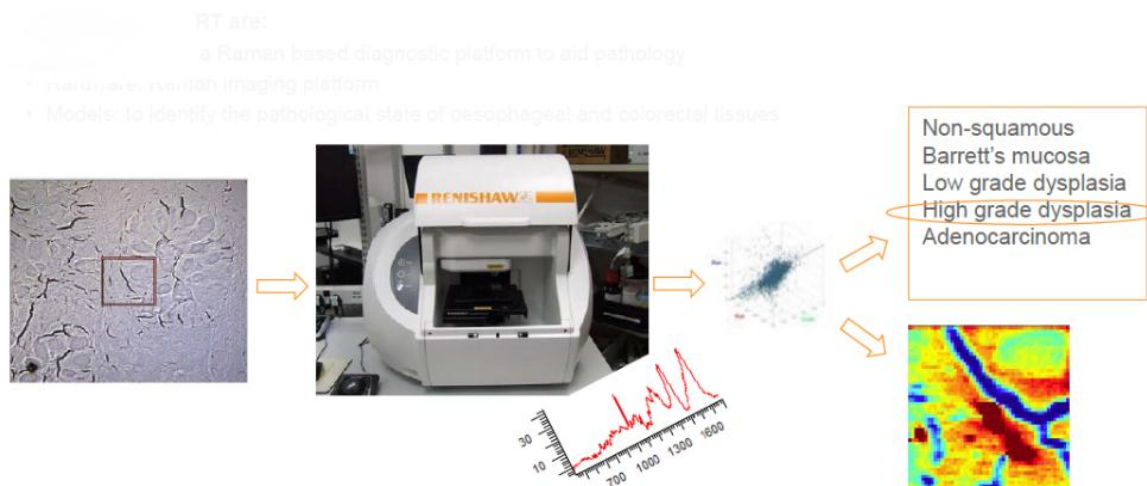 RT are:
a Raman based diagnostic platform to aid pathology
• Hardware: Raman imaging platform
• Models: to identify the pathological state of oesophageal and colorectal tissues
Non-squamous
Barrett's mucosa
Low grade dysplasia
High grade dysplasia
Adenocarcinoma
RENISHAW
30
10
700
1000
1300
1600